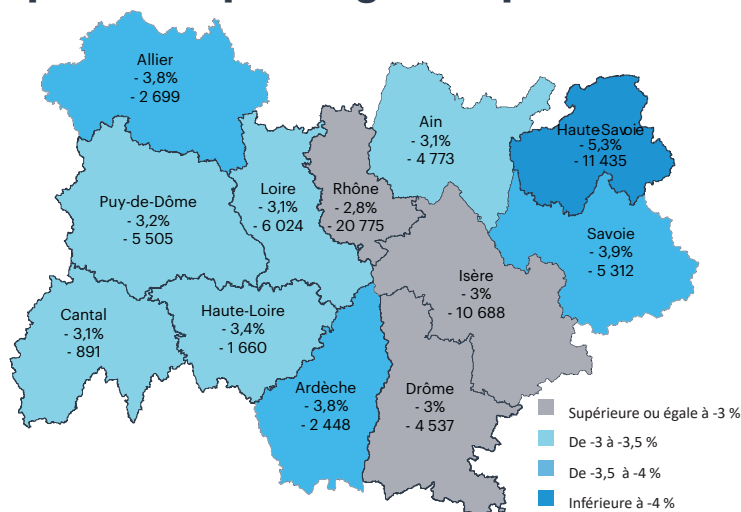 Allier
- 3,8%
- 2 699
Ain
- 3,1%
- 4 773
Haute Savoie
- 5,3%
- 11 435
Puy-de-Dôme
- 3,2%
- 5 505
Loire
- 3,1%
- 6 024
Rhône
- 2,8%
- 20 775
Savoie
- 3,9%
- 5 312
Isère
- 3%
- 10 688
Cantal
- 3,1%
- 891
Haute-Loire
- 3,4%
- 1 660
Ardèche
- 3,8%
- 2 448
Drôme
- 3%
- 4 537
Supérieure ou égale à -3 %
De -3 à -3,5 %
De -3,5 à -4 %
Inférieure à -4 %